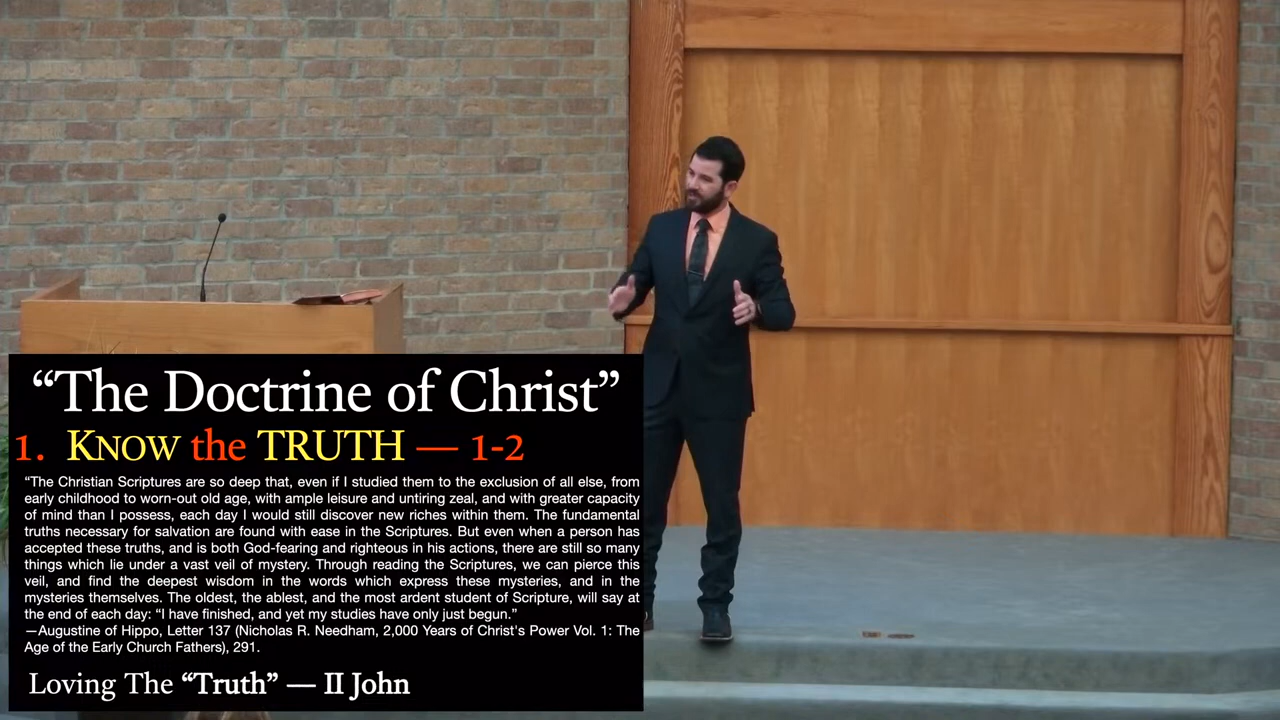 “The Doctrine of Christ”
1. KNOW the TRUTH — 1-2
“The Christian Scriptures are so deep that, even if I studied them to the exclusion of all else, from
early childhood to worn-out old age, with ample leisure and untiring zeal, and with greater capacity
of mind than I possess, each day I would still discover new riches within them. The fundamental
truths necessary for salvation are found with ease in the Scriptures. But even when a person has
accepted these truths, and is both God-fearing and righteous in his actions, there are still so many
things which lie under a vast veil of mystery. Through reading the Scriptures, we can pierce this
veil, and find the deepest wisdom in the words which express these mysteries, and in the
mysteries themselves. The oldest, the ablest, and the most ardent student of Scripture, will say at
the end of each day: “I have finished, and yet my studies have only just begun.”
—Augustine of Hippo, Letter 137 (Nicholas R. Needham, 2,000 Years of Christ's Power Vol. 1: The
Age of the Early Church Fathers), 291.
Loving The “Truth” — II John